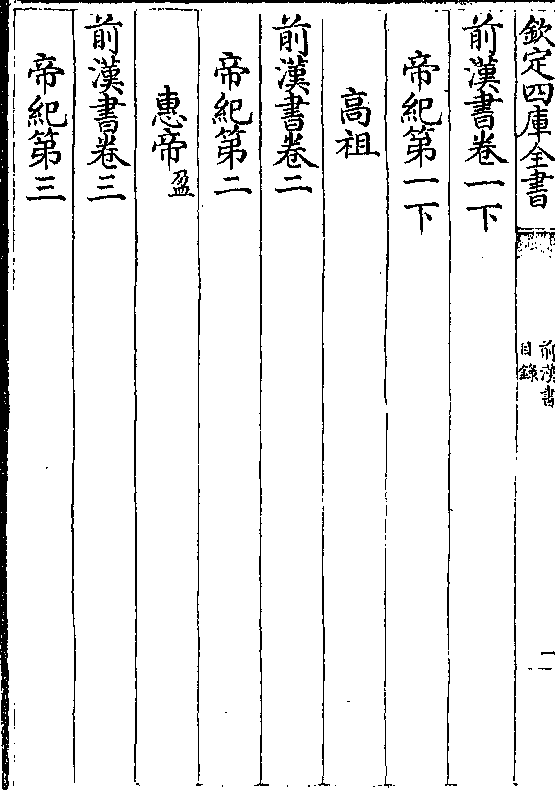 欽定四庫全書
前漢書
目錄
一
前漢書卷一下
帝紀第一下
高祖
前漢書卷二
帝紀第二
惠帝盈
前漢書卷三
帝紀第三